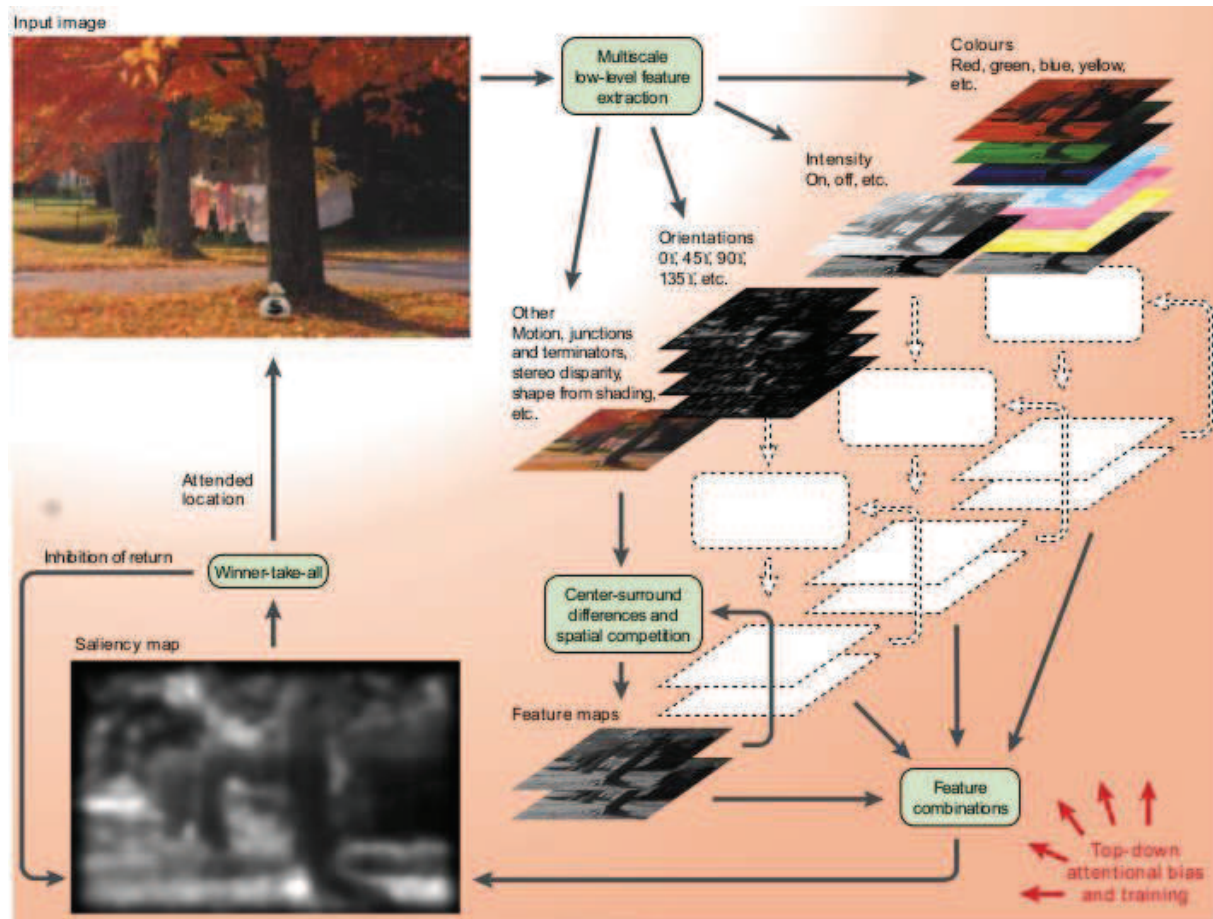 Input image
Multiscale
low-level feature
extraction
Colours
Red, green, blue, yellow,
etc.
Intensity
On, off, etc.
Orientations
0°, 45°, 90°,
135°, etc.
Other
Motion, junctions
and terminators,
stereo disparity,
shape from shading,
etc.
Attended
location
Inhibition of return
Winner-take-all
Center-surround
differences and
spatial competition
Saliency map
Feature maps
Feature
combinations
Top-down
attentional bias
and training